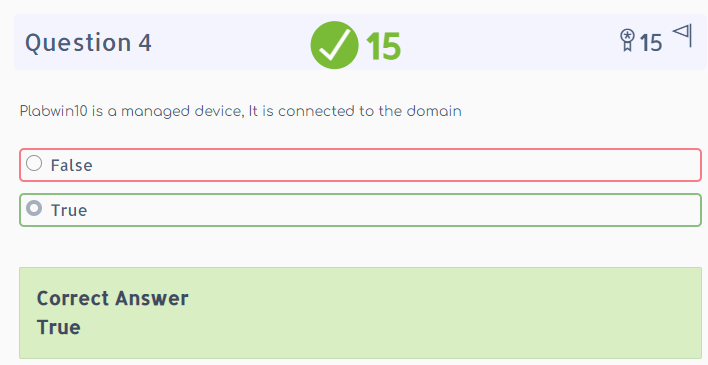 Question 4
15
15
Plabwin10 is a managed device, It is connected to the domain
False
True
Correct Answer
True